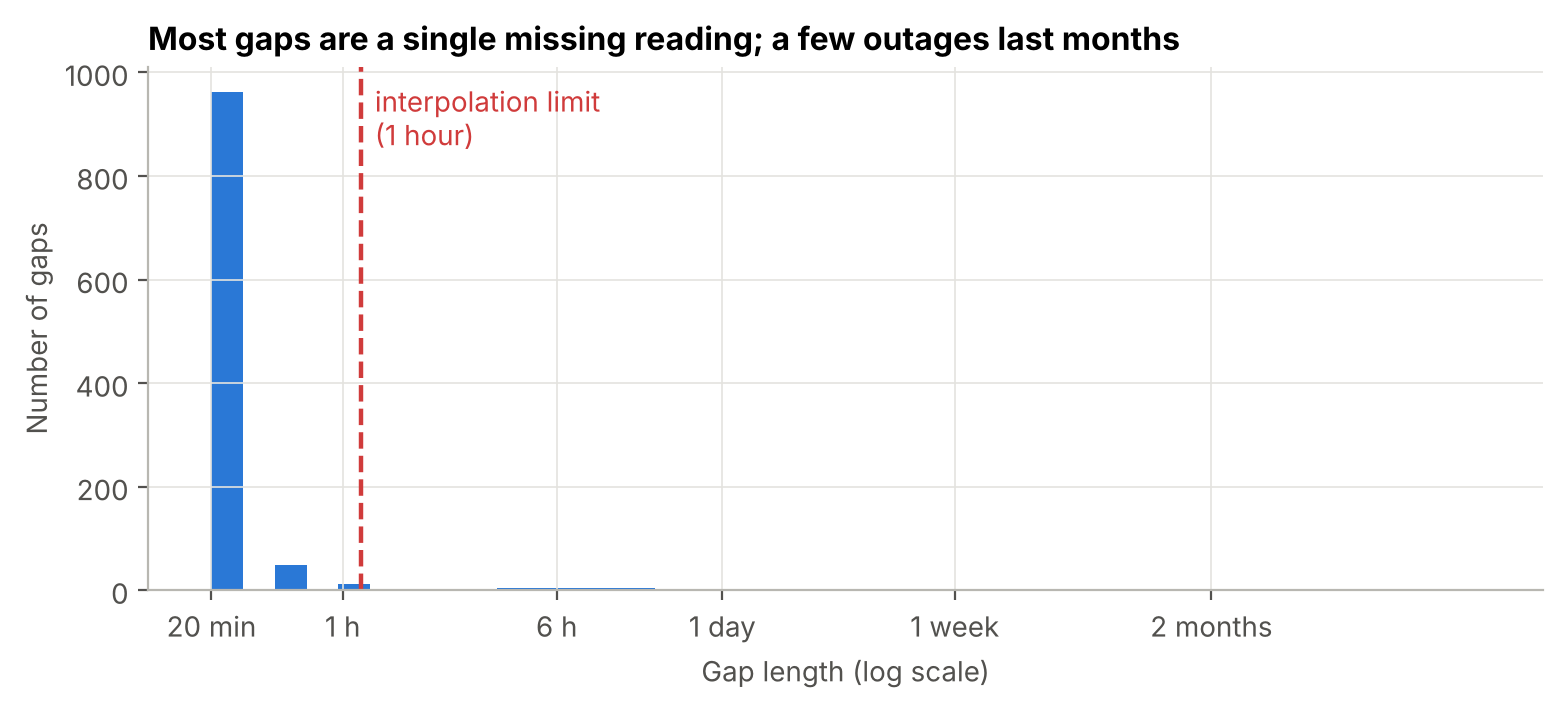 Most gaps are a single missing reading; a few outages last months
1000
800
600
400
200
0
Number of gaps
interpolation limit
(1 hour)
20 min
1 h
6 h
1 day
1 week
2 months
Gap length (log scale)